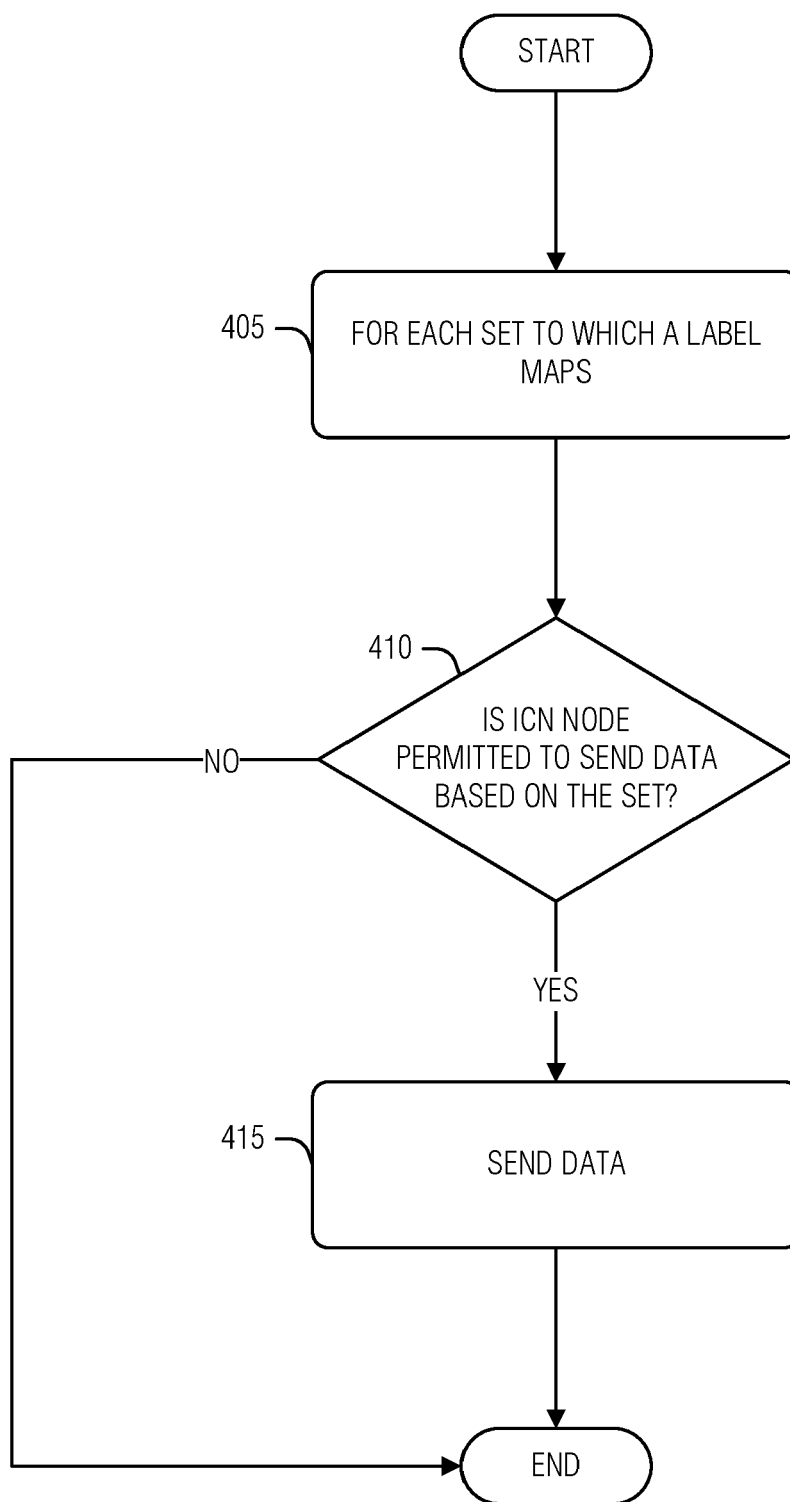 START
405
FOR EACH SET TO WHICH A LABEL
MAPS
410
IS ICN NODE
PERMITTED TO SEND DATA
BASED ON THE SET?
NO
YES
415
SEND DATA
END